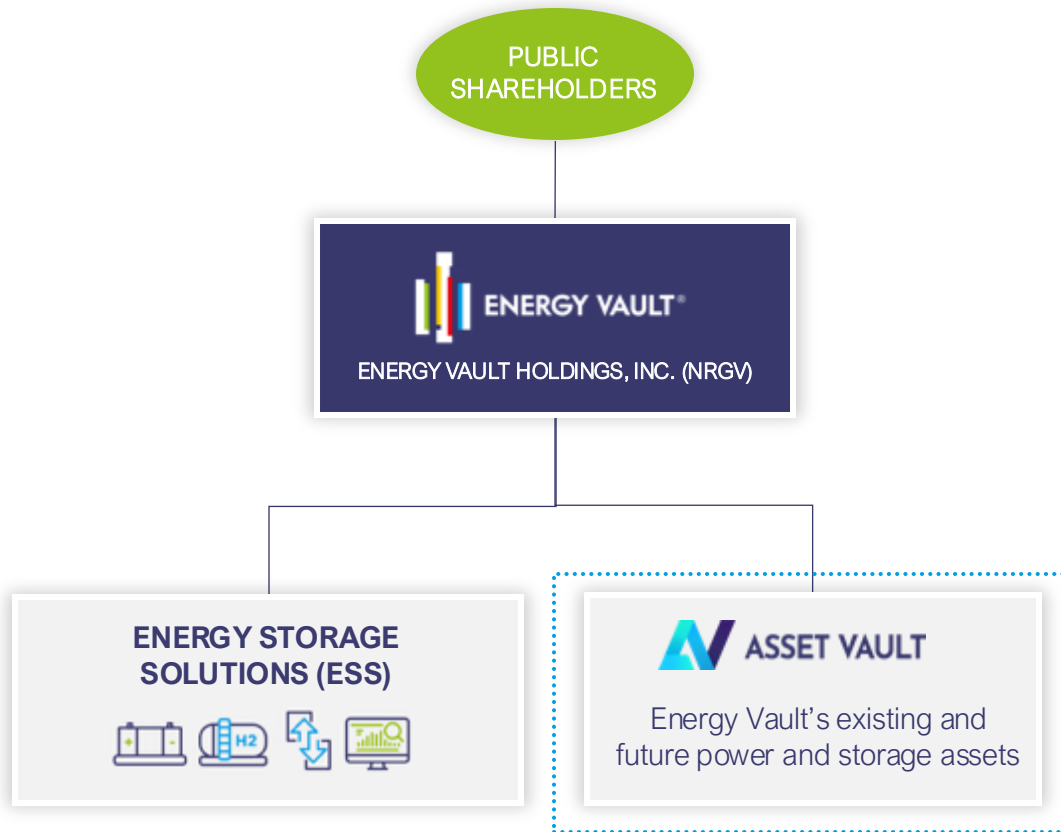 PUBLIC
SHAREHOLDERS
ENERGY VAULT®
ENERGY VAULT HOLDINGS, INC. (NRGV)
ENERGY STORAGE
SOLUTIONS (ESS)
+ - H2
ASSET VAULT
Energy Vault’s existing and
future power and storage assets